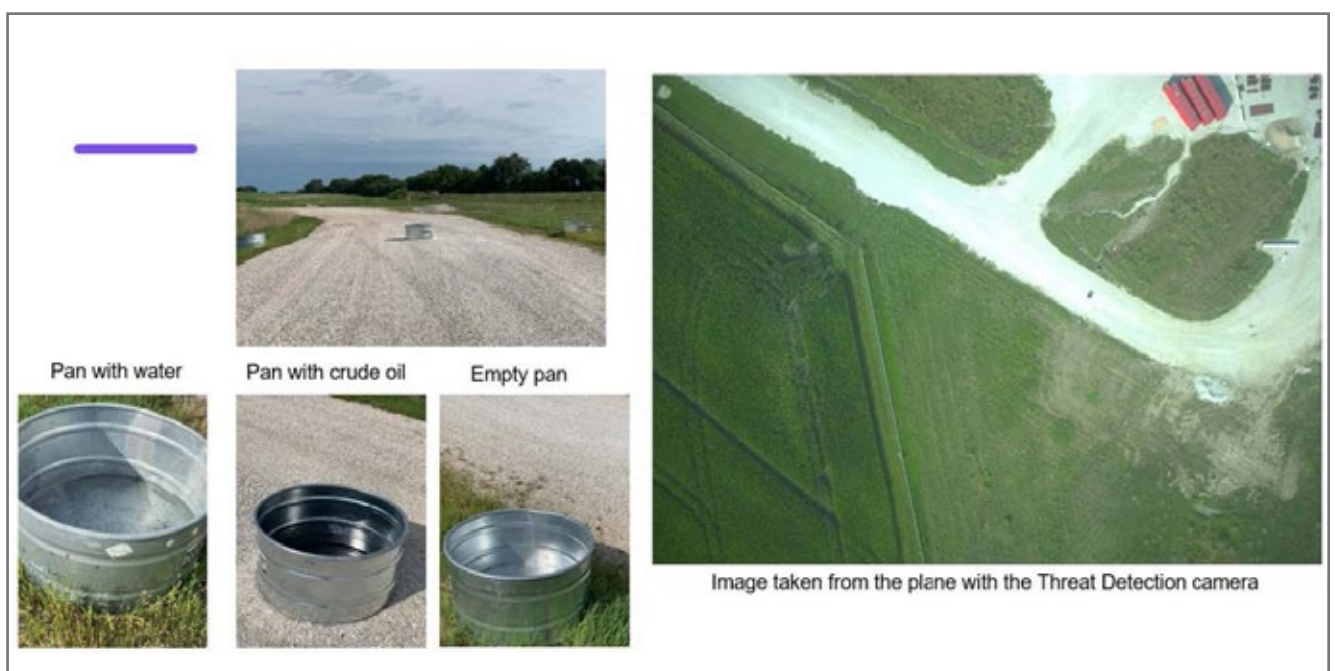 Pan with water
Pan with crude oil
Empty pan
Image taken from the plane with the Threat Detection camera